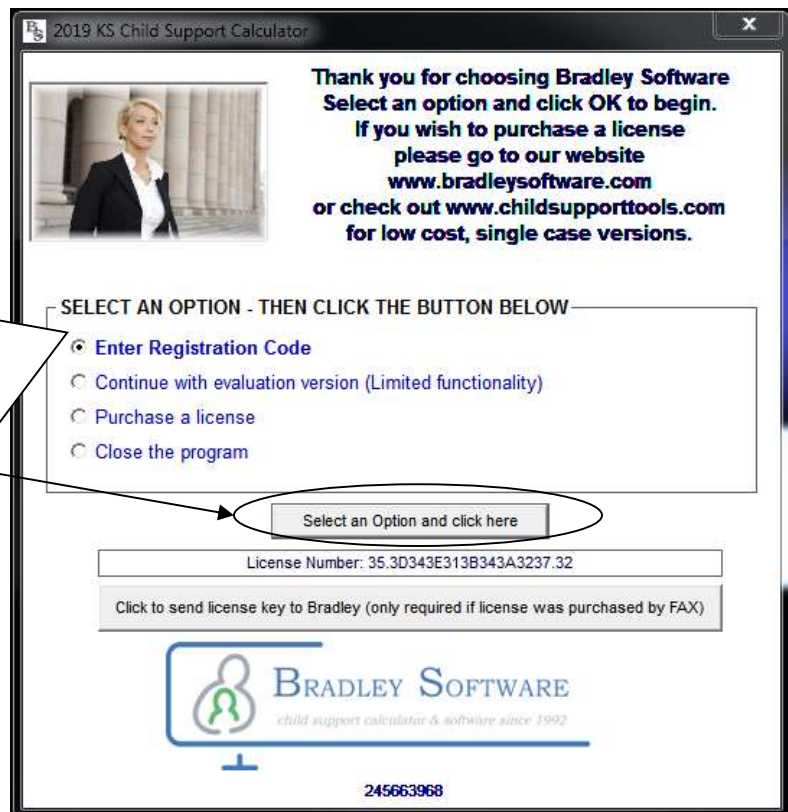 2019 KS Child Support Calculator
Thank you for choosing Bradley Software
Select an option and click OK to begin.
If you wish to purchase a license
please go to our website
www.bradleysoftware.com
or check out www.childsupporttools.com
for low cost, single case versions.
SELECT AN OPTION - THEN CLICK THE BUTTON BELOW
Enter Registration Code
Continue with evaluation version (Limited functionality)
Purchase a license
Close the program
Select an Option and click here
License Number: 35.3D343E313B343A3237.32
Click to send license key to Bradley (only required if license was purchased by FAX)
BRADLEY SOFTWARE
child support calculator & software since 1992
245663968